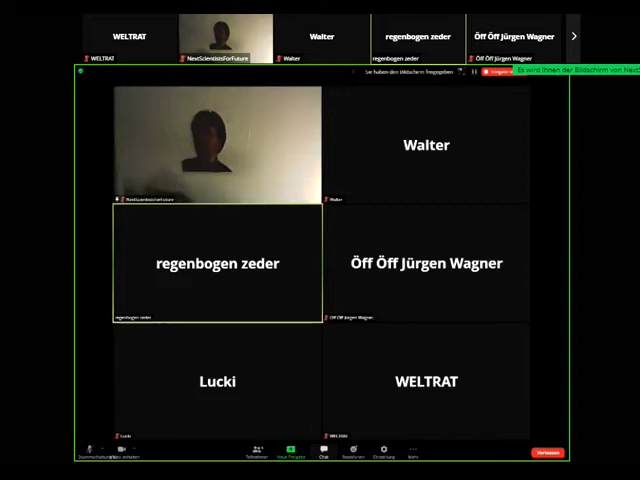 WELTRAT
Walter
regenbogen zeder
Öff Öff Jürgen Wagner
WELTRAT
NextScientistsForFuture
Walter
regenbogen zeder
Öff Öff Jürgen Wagner
Sie haben den Bildschirm freigegeben
Es wird Ihnen der Bildschirm von Next
Walter
NextScientistsForFuture
Walter
regenbogen zeder
Öff Öff Jürgen Wagner
regenbogen zeder
Öff Öff Jürgen Wagner
Lucki
WELTRAT
Lucki
WELTRAT
Teilnehmer
Neue Freigabe
Chat
Reaktionen
Mehr
Verlassen